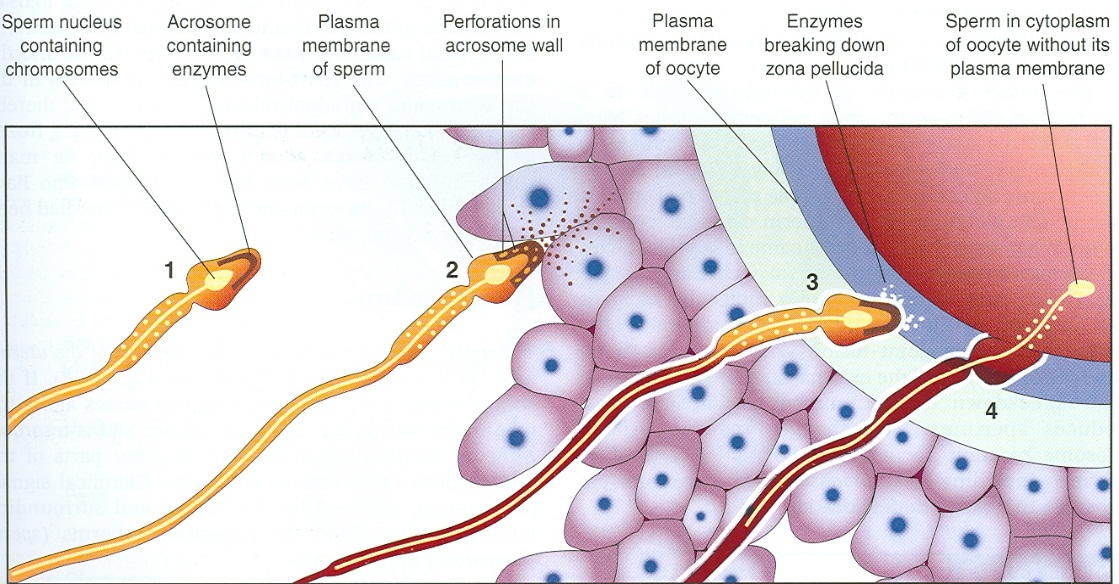 Sperm nucleus
containing
chromosomes
Acrosome
containing
enzymes
Plasma
membrane
of sperm
Perforations in
acrosome wall
Plasma
membrane
of oocyte
Enzymes
breaking down
zona pellucida
Sperm in cytoplasm
of oocyte without its
plasma membrane
1
2
3
4